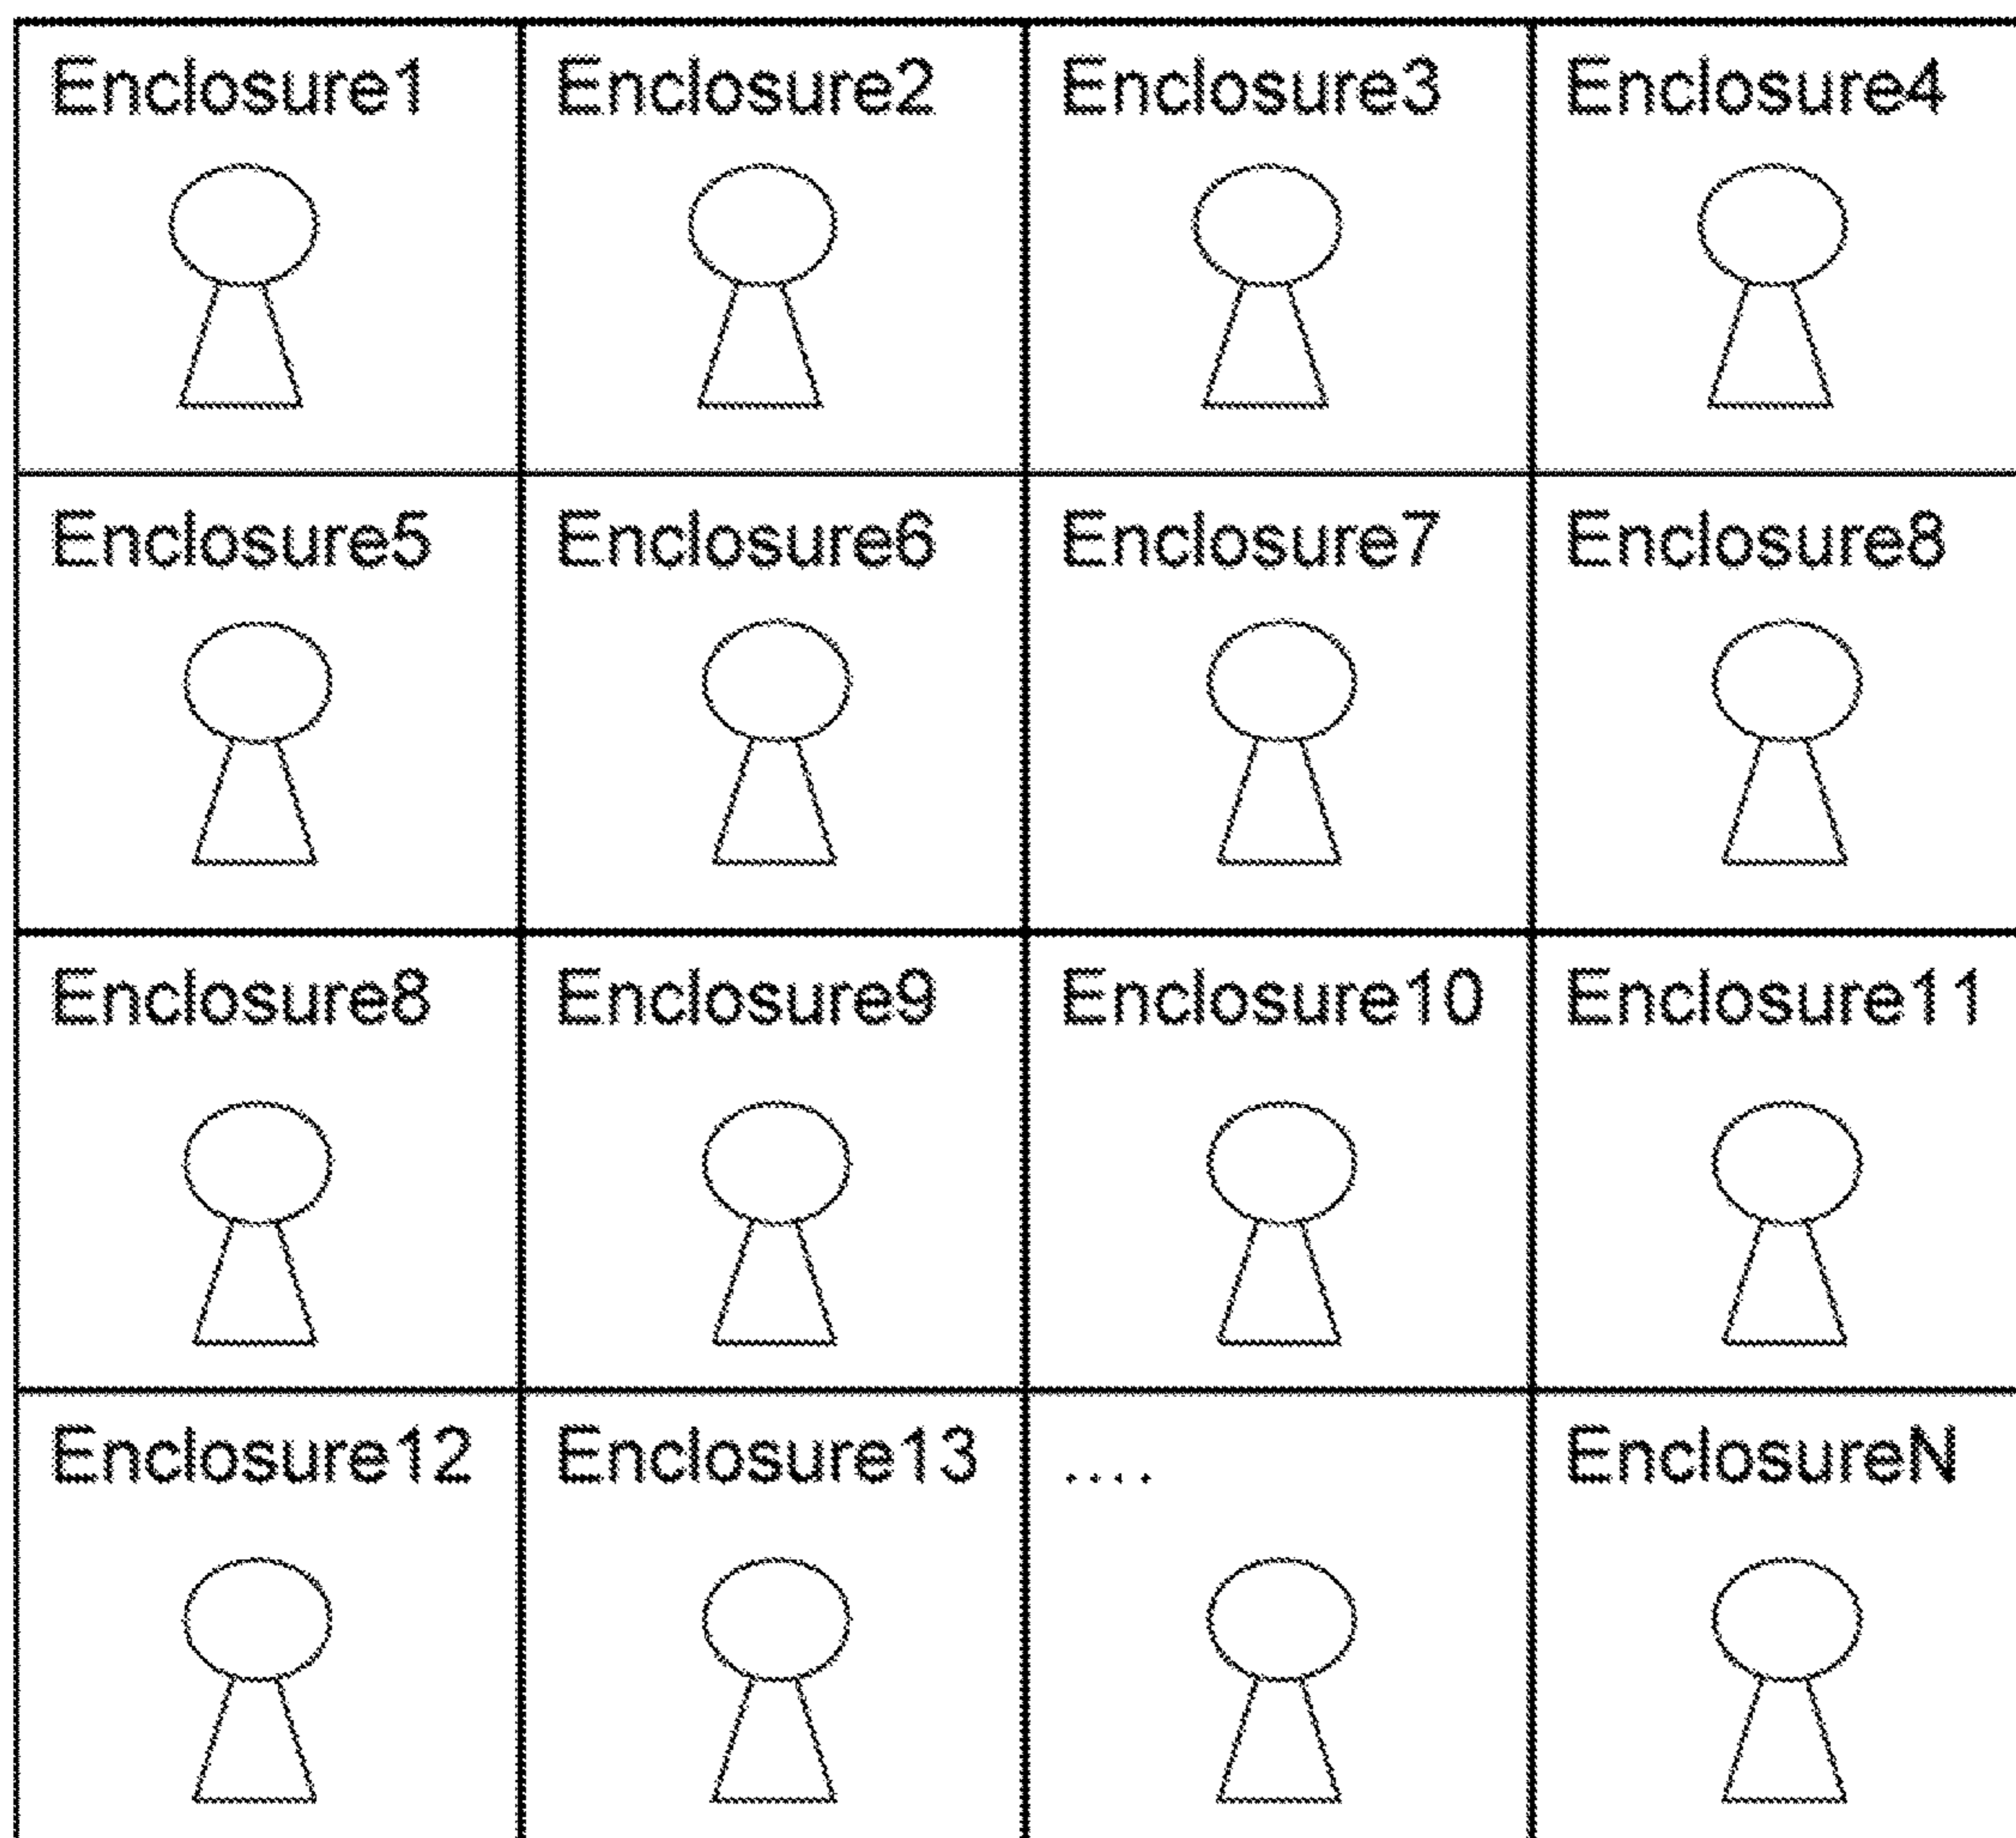 Enclosure1 Enclosure2 Enclosure3 Enclosure4
Enclosure5 Enclosure6 Enclosure7 Enclosure8
Enclosure8 Enclosure9 Enclosure10 Enclosure11
Enclosure12 Enclosure13 .... EnclosureN